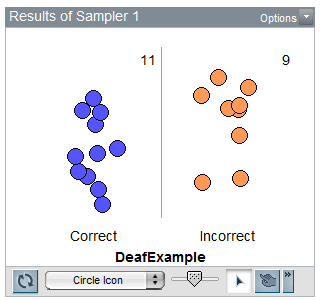 Results of Sampler 1
Options
11
9
Correct
Incorrect
DeafExample
Circle Icon
»